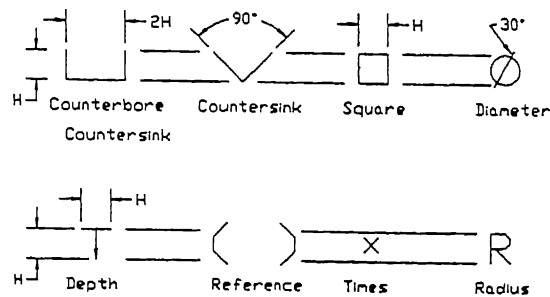 2H 90° H 30°
H
Counterbore Countersink Square Diameter
Countersink
H
H
Depth Reference Times Radius
( ) X R